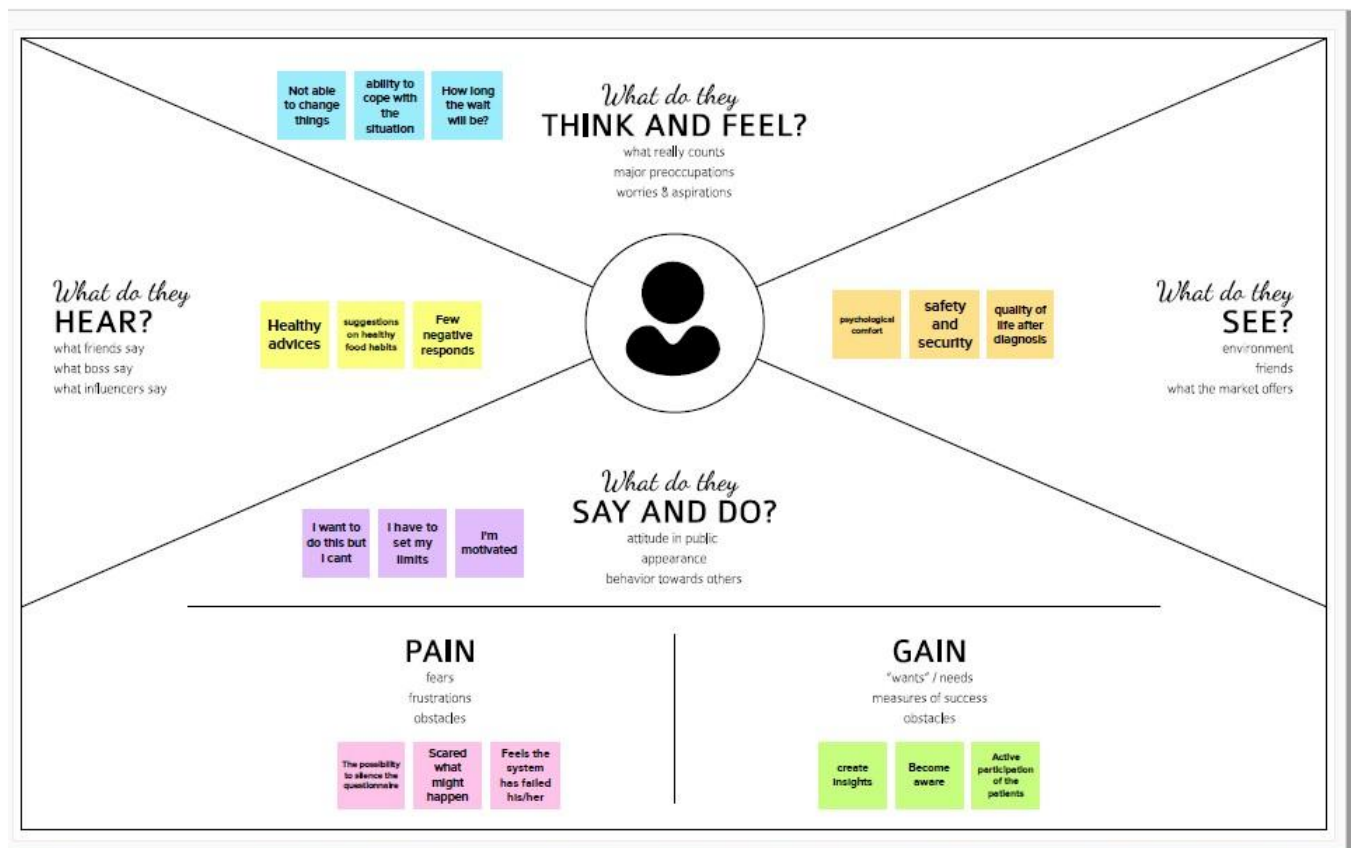 Not able
to change
things
ability to
cope with
the
situation
How long
the wait
will be?
What do they
THINK AND FEEL?
what really counts
major preoccupations
worries & aspirations
What do they
HEAR?
what friends say
what boss say
what influencers say
Healthy
advices
suggestions
on healthy
food habits
Few
negative
responds
psychological
comfort
safety
and
security
quality of
life after
diagnosis
What do they
SEE?
environment
friends
what the market offers
What do they
SAY AND DO?
attitude in public
appearance
behavior towards others
I want to
do this but
I cant
I have to
set my
limits
I'm
motivated
PAIN
fears
frustrations
obstacles
The possibility
to silence the
questionnaire
Scared
what
might
happen
Feels the
system
has failed
his/her
GAIN
"wants" / needs
measures of success
obstacles
create
insights
Become
aware
Active
participation
of the
patients